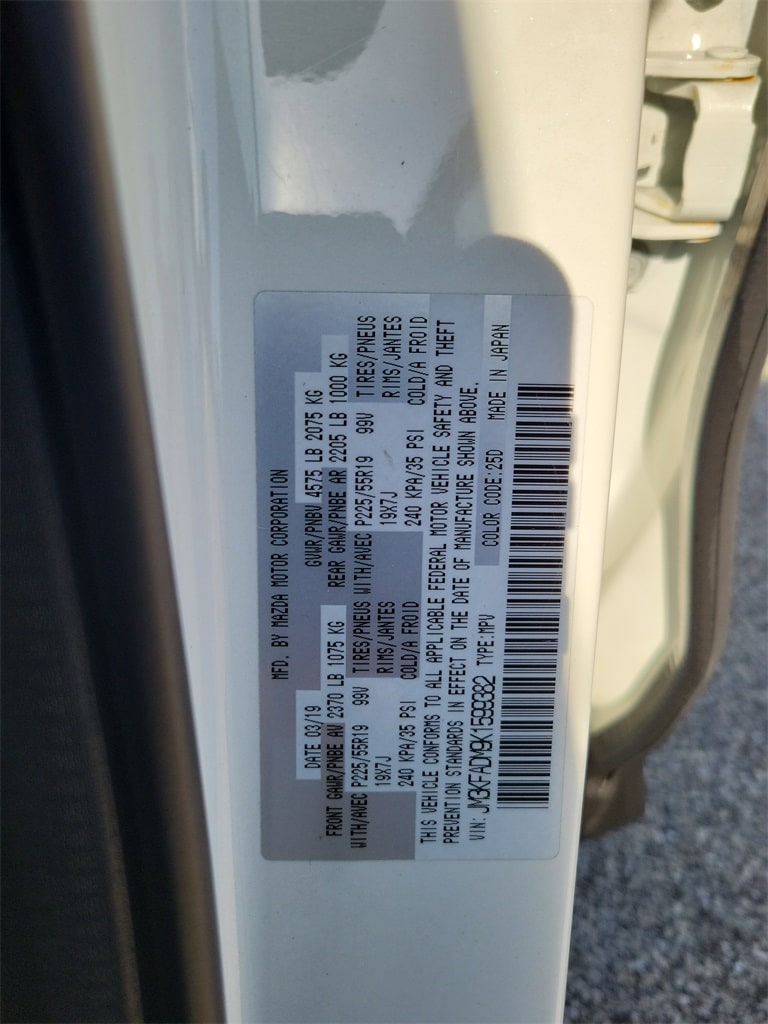 MFD. BY MAZDA MOTOR CORPORATION
DATE 03/19 GVWR/PNBV 4575 LB 2075 KG
FRONT GAWR/PNBE AV 2370 LB 1075 KG REAR GAWR/PNBE AR 2205 LB 1000 KG
WITH/AVEC P225/55R19 99V TIRES/PNEUS WITH/AVEC P225/55R19 99V TIRES/PNEUS
19X7J RIMS/JANTES 19X7J RIMS/JANTES
240 KPA/35 PSI COLD/A FROID 240 KPA/35 PSI COLD/A FROID
THIS VEHICLE CONFORMS TO ALL APPLICABLE FEDERAL MOTOR VEHICLE SAFETY AND THEFT
PREVENTION STANDARDS IN EFFECT ON THE DATE OF MANUFACTURE SHOWN ABOVE.
VIN: JM3KFADM9K1599382 TYPE:MPV COLOR CODE:25D MADE IN JAPAN